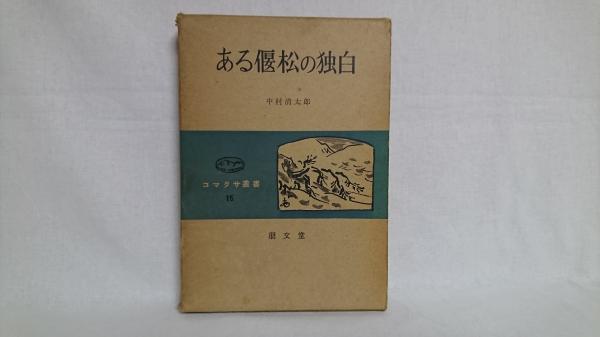 ある偃松の独白
中村清太郎
コマクサ叢書
15
朋文堂